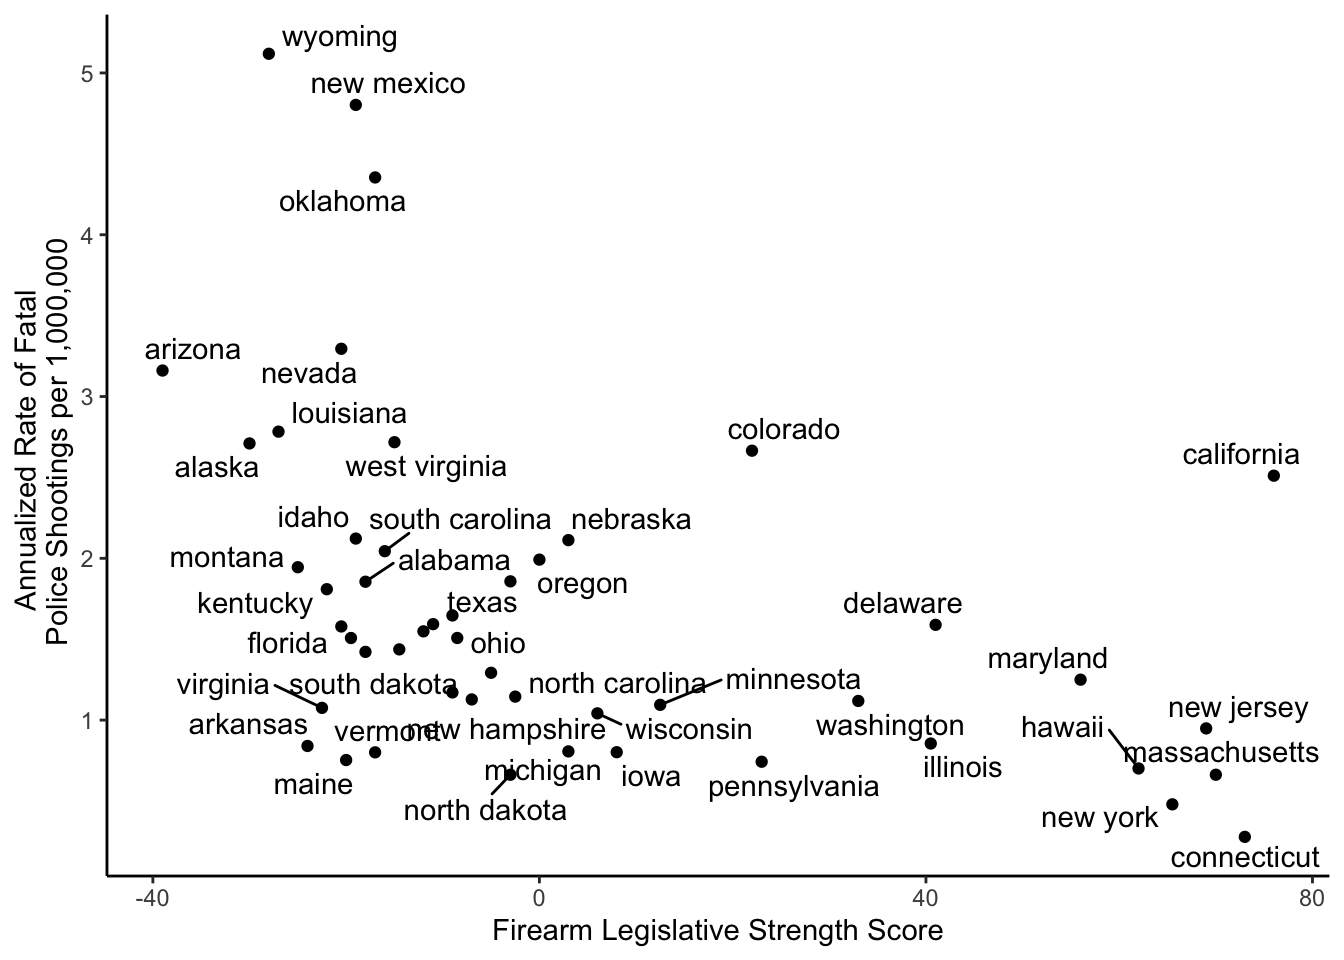 wyoming
new mexico
5
oklahoma
4
arizona
nevada
3
louisiana
colorado
alaska
west virginia
california
idaho
south carolina
nebraska
montana
alabama
2
oregon
kentucky
texas
delaware
florida
ohio
maryland
virginia
south dakota
north carolina
minnesota
new jersey
arkansas
vermont
new hampshire
wisconsin
washington
hawaii
1
massachusetts
michigan
iowa
illinois
maine
pennsylvania
north dakota
new york
connecticut
-40
0
40
80
Firearm Legislative Strength Score
Annualized Rate of Fatal
Police Shootings per 1,000,000